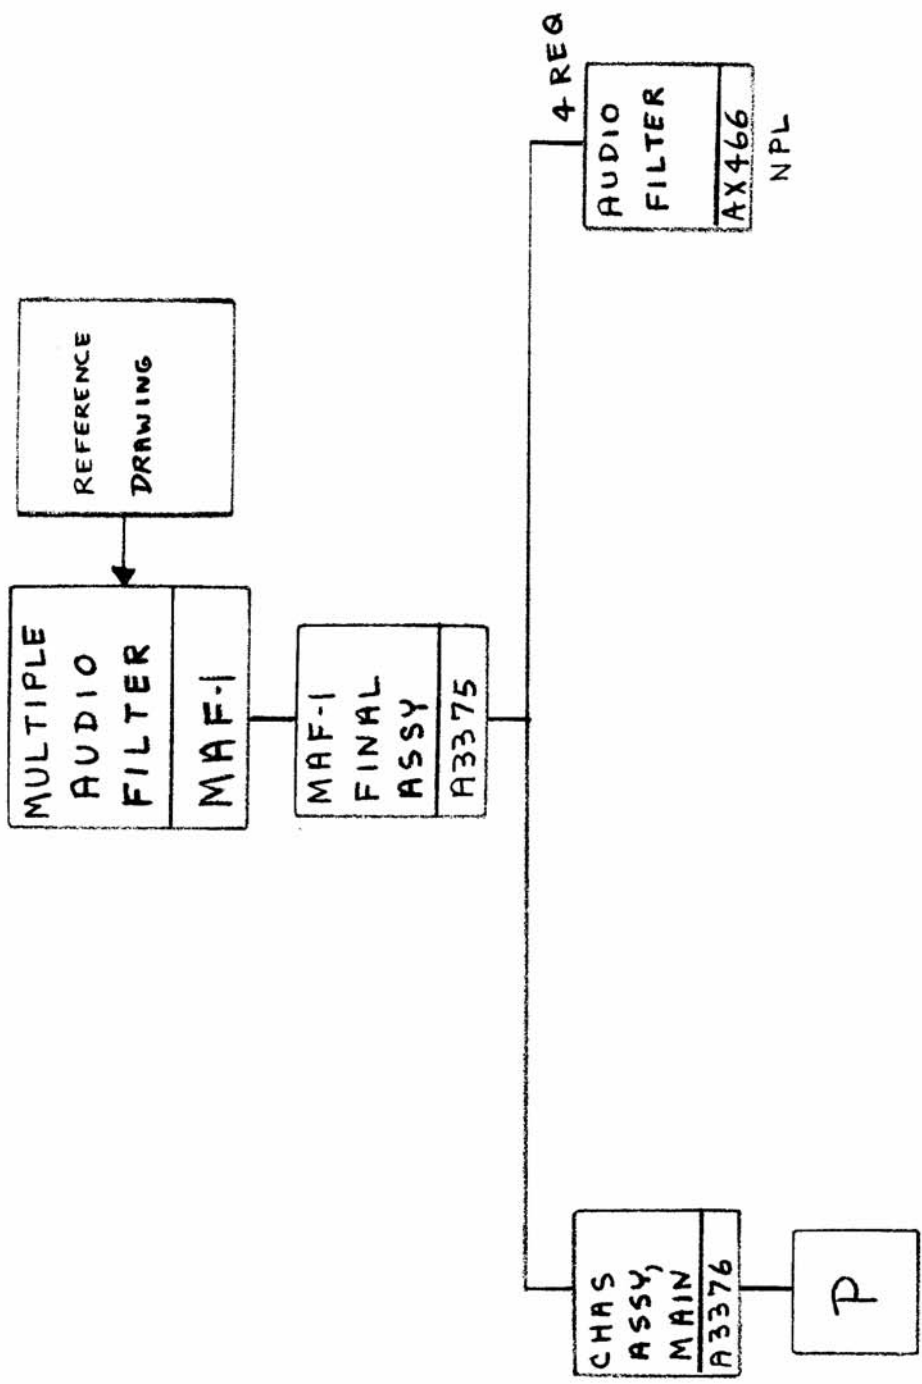 MULTIPLE
AUDIO
FILTER
MAF-1
REFERENCE
DRAWING
MAF-1
FINAL
ASSY
A3375
CHAS
ASSY,
MAIN
A3376
P
4 REQ
AUDIO
FILTER
AX466
NPL